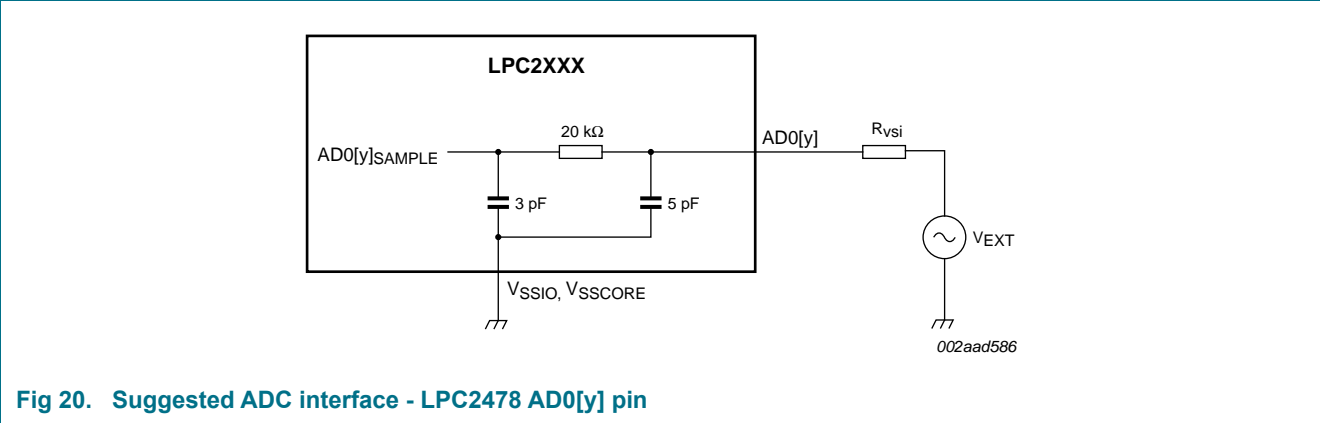 LPC2XXX
20 kΩ
AD0[y]SAMPLE
3 pF
5 pF
AD0[y]
Rvsi
VEXT
VSSIO, VSSCORE
002aad586
Fig 20. Suggested ADC interface - LPC2478 AD0[y] pin